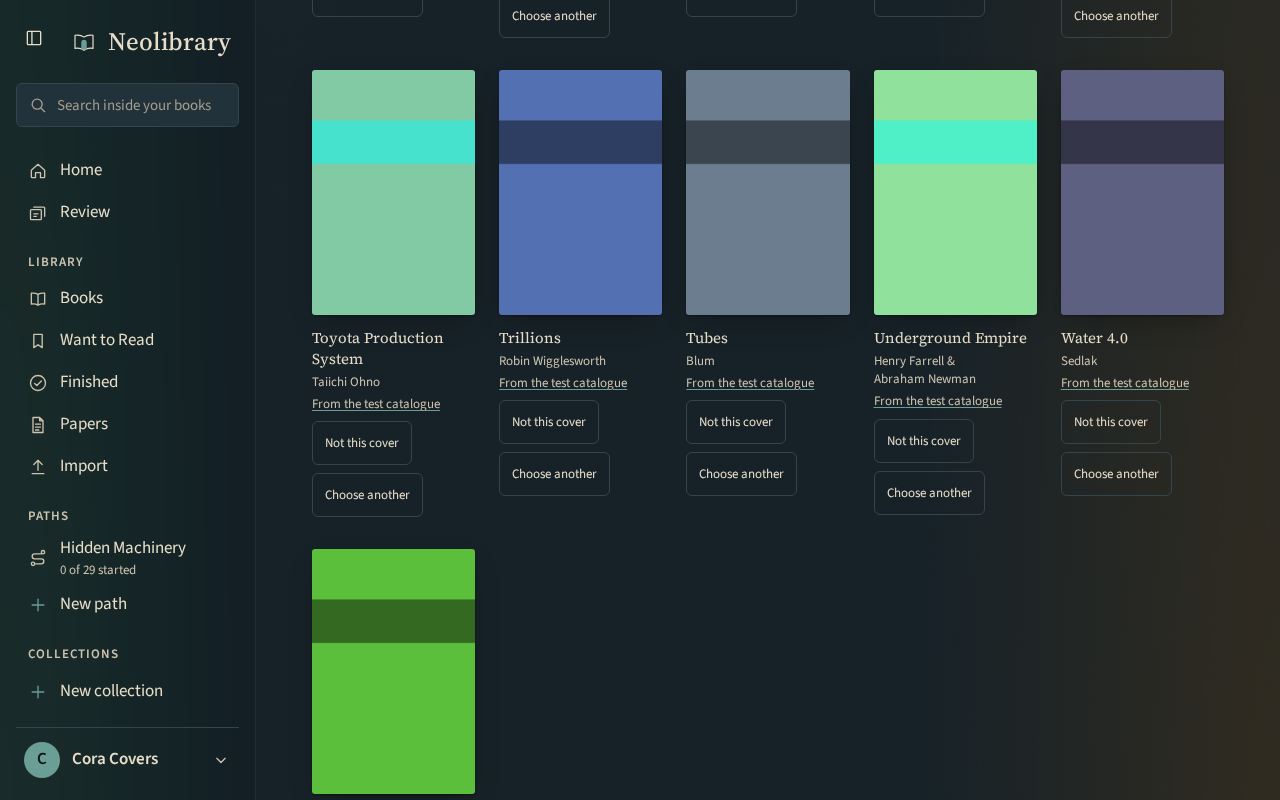 Neolibrary
Search inside your books
Home
Review
LIBRARY
Books
Want to Read
Finished
Papers
Import
PATHS
Hidden Machinery
0 of 29 started
New path
COLLECTIONS
New collection
C
Cora Covers
Choose another
Choose another
Toyota Production
System
Taiichi Ohno
From the test catalogue
Not this cover
Choose another
Trillions
Robin Wigglesworth
From the test catalogue
Not this cover
Choose another
Tubes
Blum
From the test catalogue
Not this cover
Choose another
Underground Empire
Henry Farrell &
Abraham Newman
From the test catalogue
Not this cover
Choose another
Water 4.0
Sedlak
From the test catalogue
Not this cover
Choose another